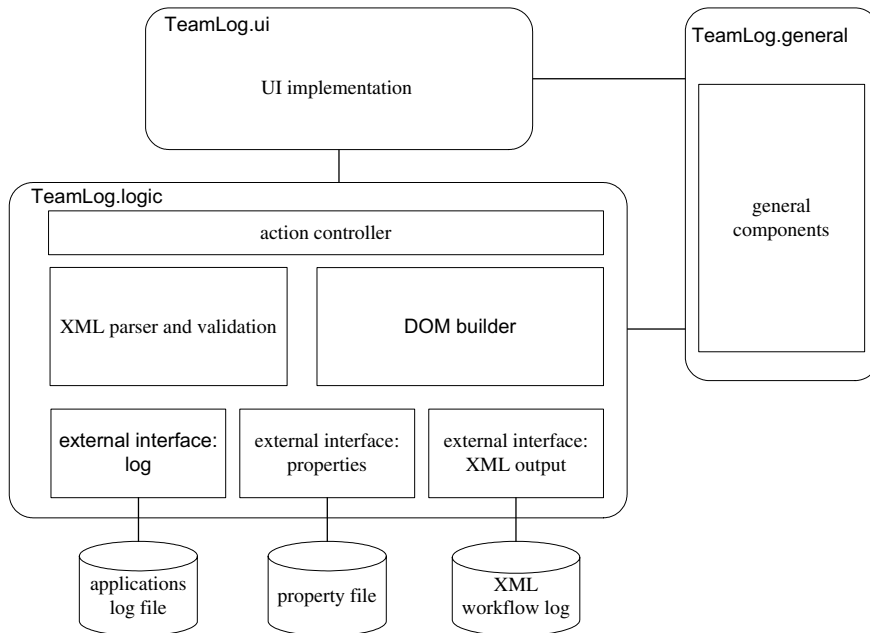 TeamLog.ui
UI implementation
TeamLog.general
general
components
TeamLog.logic
action controller
XML parser and validation
DOM builder
external interface:
log
external interface:
properties
external interface:
XML output
applications
log file
property file
XML
workflow log